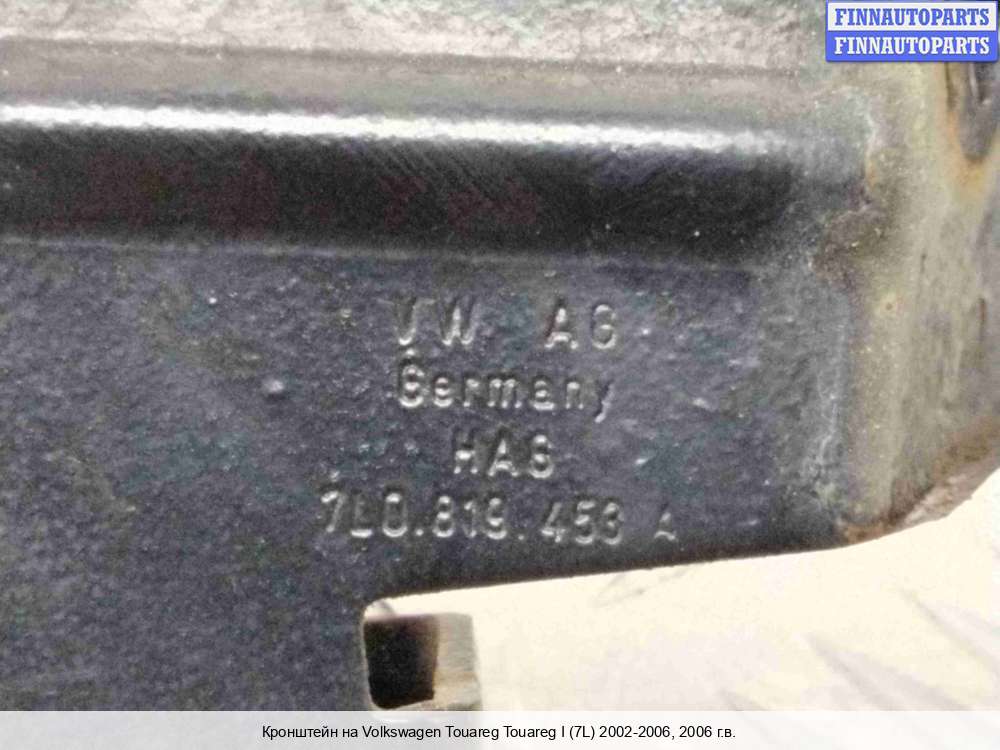 FINNAUTOPARTS
FINNAUTOPARTS
VW AG
Germany
HAG
7L0.819.453 A
Кронштейн на Volkswagen Touareg Touareg I (7L) 2002-2006, 2006 г.в.